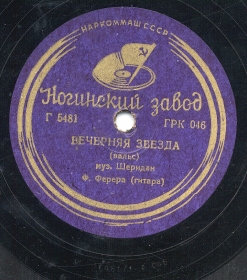 НАРКОММАШ СССР
Ногинский завод
Г 5481
ГРК 046
ВЕЧЕРНЯЯ ЗВЕЗДА
(вальс)
муз. Шеридан
Ф. Ферера (гитара)